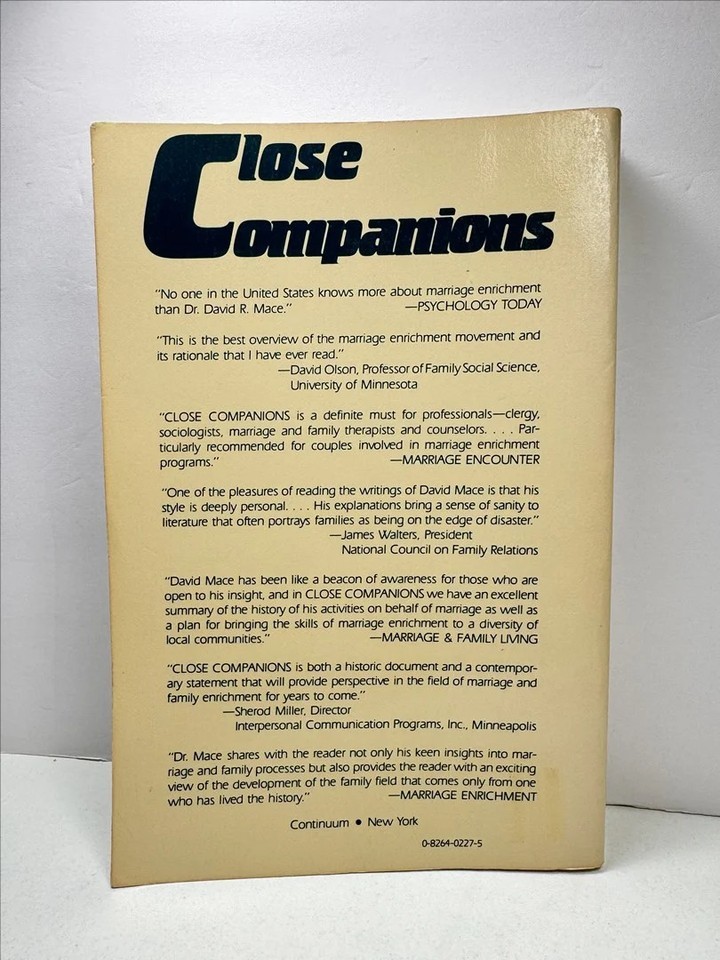 Close
Companions
"No one in the United States knows more about marriage enrichment
than Dr. David R. Mace." —PSYCHOLOGY TODAY
"This is the best overview of the marriage enrichment movement and
its rationale that I have ever read."
—David Olson, Professor of Family Social Science,
University of Minnesota
"CLOSE COMPANIONS is a definite must for professionals—clergy,
sociologists, marriage and family therapists and counselors. . . . Par-
ticularly recommended for couples involved in marriage enrichment
programs." —MARRIAGE ENCOUNTER
"One of the pleasures of reading the writings of David Mace is that his
style is deeply personal. . . . His explanations bring a sense of sanity to
literature that often portrays families as being on the edge of disaster."
—James Walters, President
National Council on Family Relations
"David Mace has been like a beacon of awareness for those who are
open to his insight, and in CLOSE COMPANIONS we have an excellent
summary of the history of his activities on behalf of marriage as well as
a plan for bringing the skills of marriage enrichment to a diversity of
local communities." —MARRIAGE & FAMILY LIVING
"CLOSE COMPANIONS is both a historic document and a contempor-
ary statement that will provide perspective in the field of marriage and
family enrichment for years to come."
—Sherod Miller, Director
Interpersonal Communication Programs, Inc., Minneapolis
"Dr. Mace shares with the reader not only his keen insights into mar-
riage and family processes but also provides the reader with an exciting
view of the development of the family field that comes only from one
who has lived the history." —MARRIAGE ENRICHMENT
Continuum • New York
0-8264-0227-5